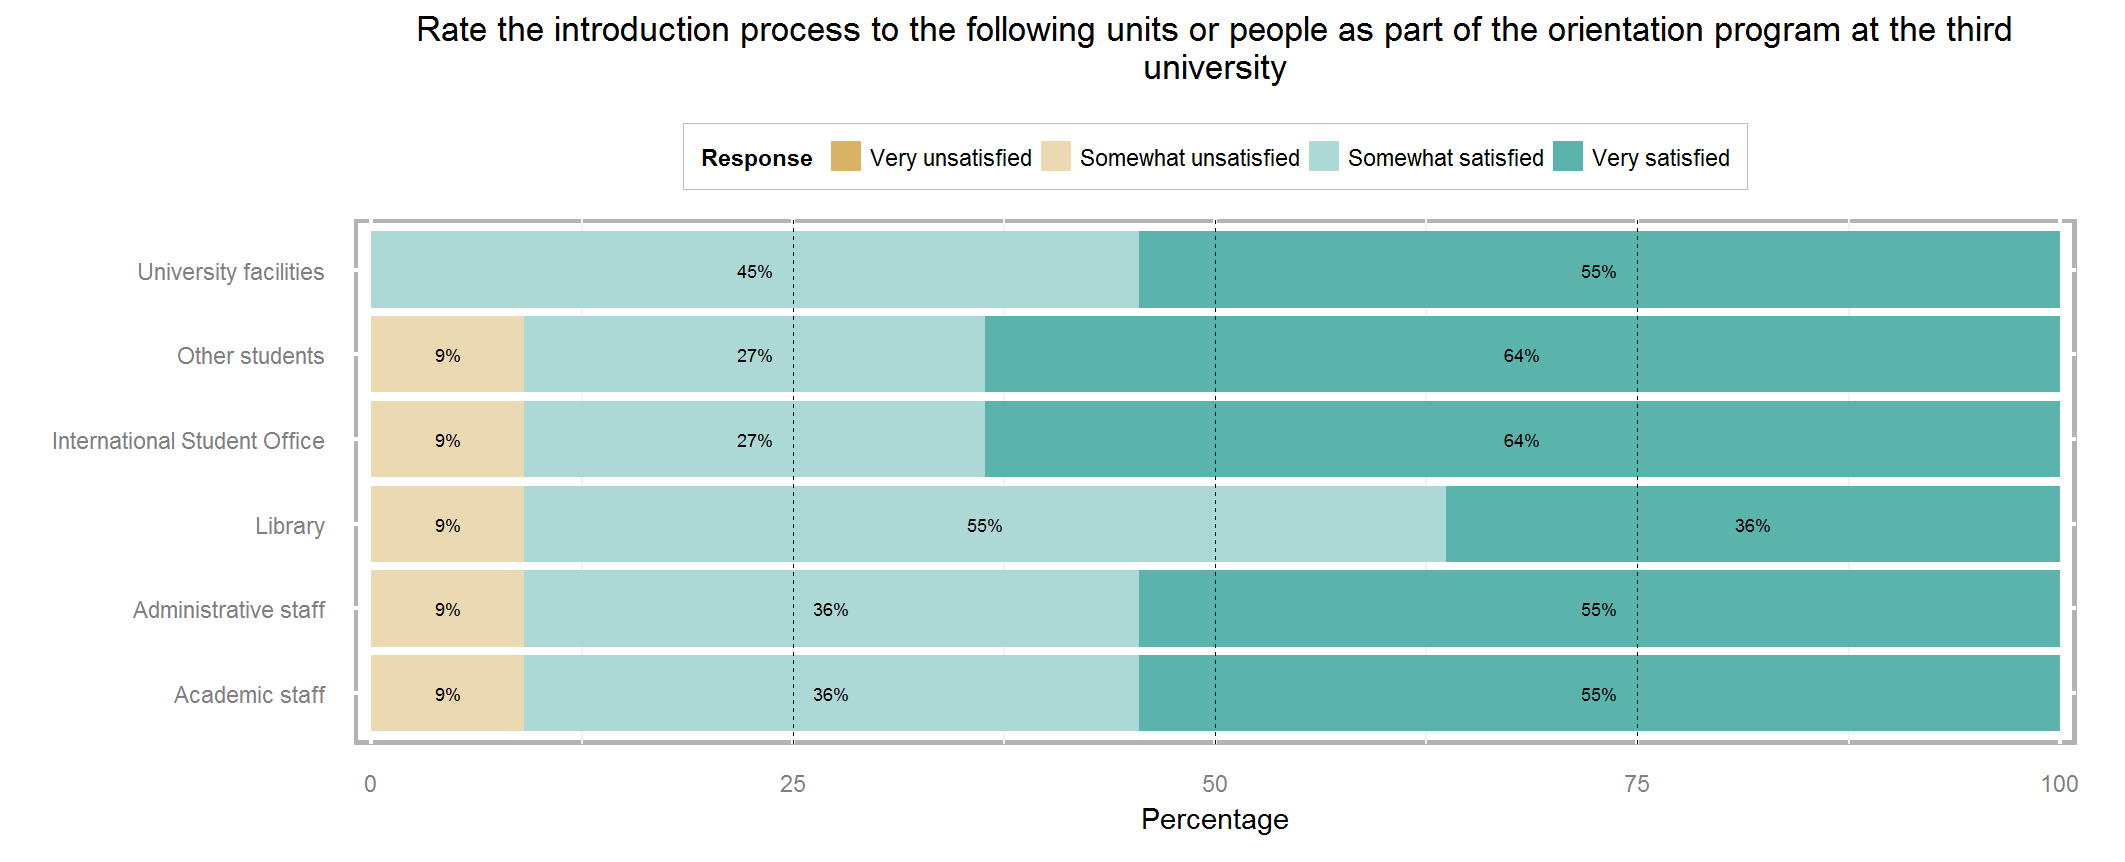 Rate the introduction process to the following units or people as part of the orientation program at the third
university
Response Very unsatisfied Somewhat unsatisfied Somewhat satisfied Very satisfied
University facilities 45% 55%
Other students 9% 27% 64%
International Student Office 9% 27% 64%
Library 9% 55% 36%
Administrative staff 9% 36% 55%
Academic staff 9% 36% 55%
0 25 50 75 100
Percentage